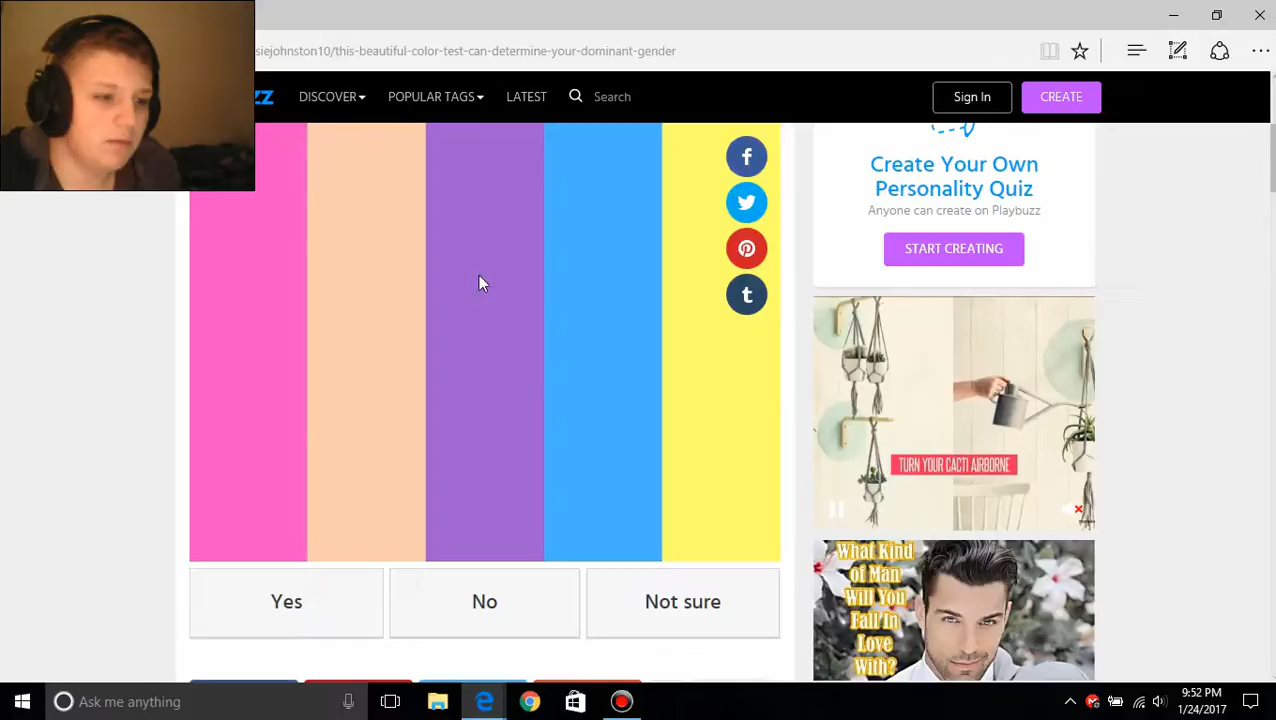 siejohnston10/this-beautiful-color-test-can-determine-your-dominant-gender
ZZ
DISCOVER
POPULAR TAGS
LATEST
Search
Sign In
CREATE
Create Your Own
Personality Quiz
Anyone can create on Playbuzz
START CREATING
f
t
TURN YOUR CACTI AIRBORNE
What Kind
of Man
Will You
Fall In
Love
With?
Yes
No
Not sure
Ask me anything
9:52 PM
1/24/2017